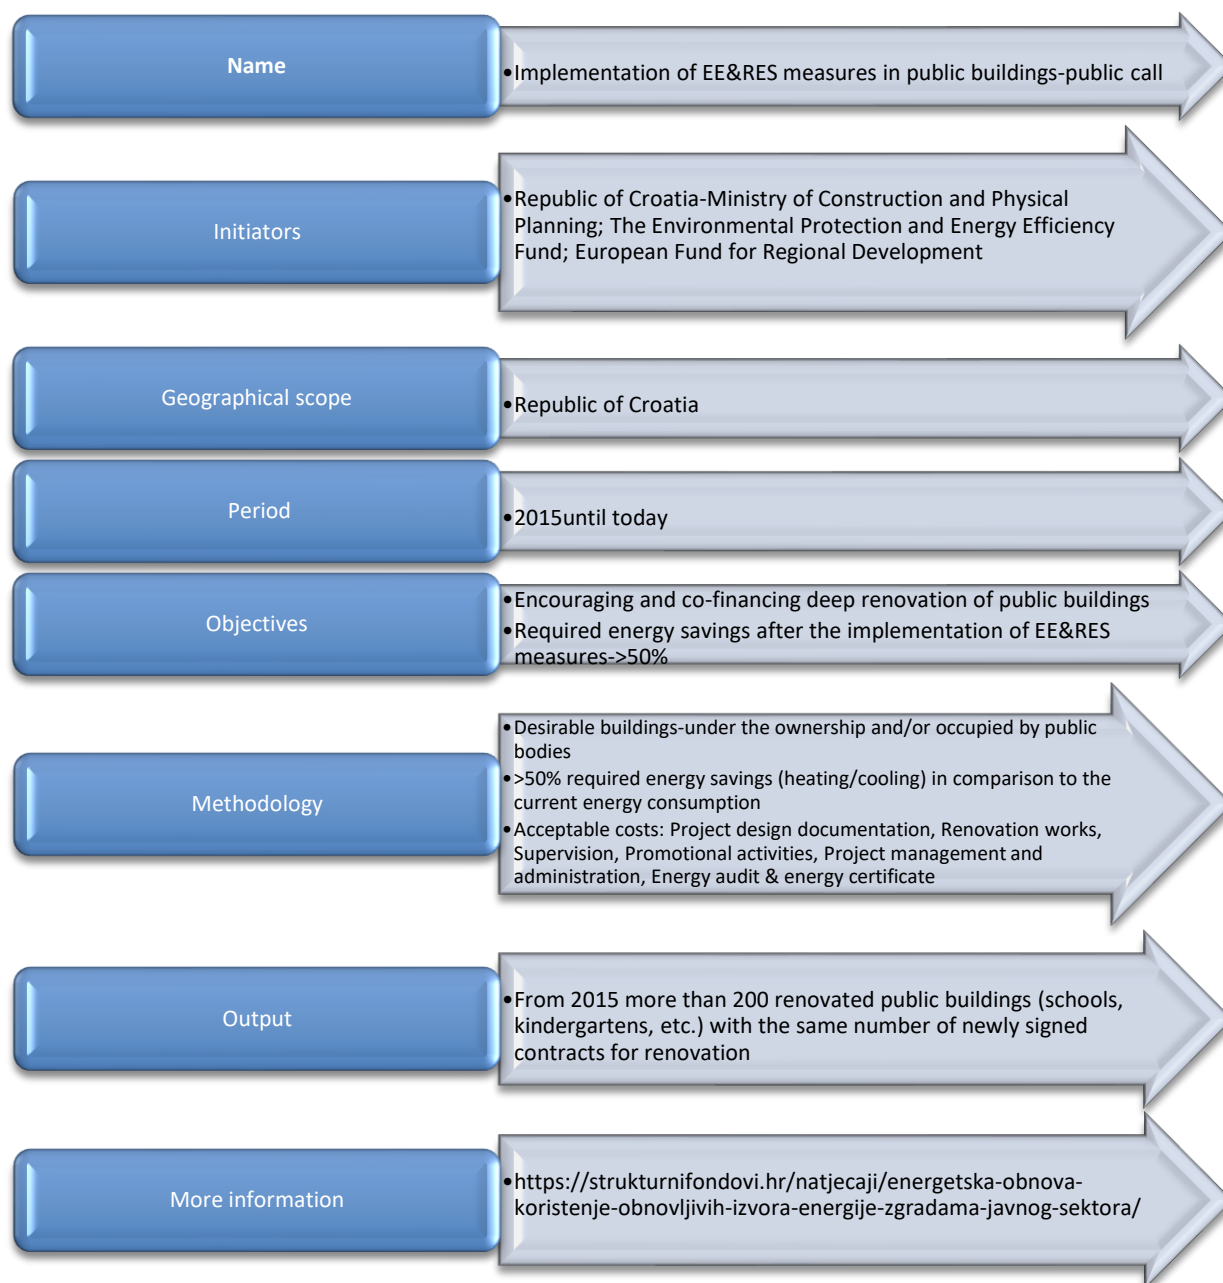 Name
•Implementation of EE&RES measures in public buildings-public call
Initiators
•Republic of Croatia-Ministry of Construction and Physical
Planning; The Environmental Protection and Energy Efficiency
Fund; European Fund for Regional Development
Geographical scope
•Republic of Croatia
Period
•2015until today
Objectives
•Encouraging and co-financing deep renovation of public buildings
•Required energy savings after the implementation of EE&RES
measures->50%
Methodology
•Desirable buildings-under the ownership and/or occupied by public
bodies
•>50% required energy savings (heating/cooling) in comparison to the
current energy consumption
•Acceptable costs: Project design documentation, Renovation works,
Supervision, Promotional activities, Project management and
administration, Energy audit & energy certificate
Output
•From 2015 more than 200 renovated public buildings (schools,
kindergartens, etc.) with the same number of newly signed
contracts for renovation
More information
•https://strukturnifondovi.hr/natjecaji/energetska-obnova-
koristenje-obnovljivih-izvora-energije-zgradama-javnog-sektora/